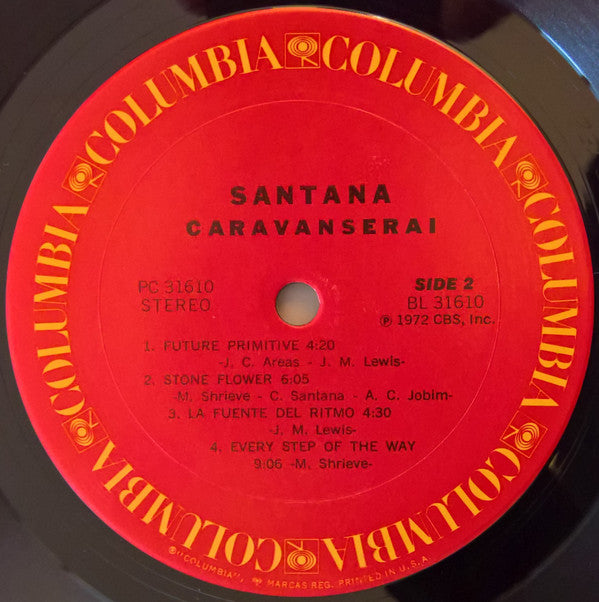 COLUMBIA COLUMBIA COLUMBIA COLUMBIA COLUMBIA COLUMBIA
SANTANA
CARAVANSERAI
PC 31610
STEREO
SIDE 2
BL 31610
℗ 1972 CBS, Inc.
1. FUTURE PRIMITIVE 4:20
-J. C. Areas - J. M. Lewis-
2. STONE FLOWER 6:05
-M. Shrieve - C. Santana - A. C. Jobim-
3. LA FUENTE DEL RITMO 4:30
-J. M. Lewis-
4. EVERY STEP OF THE WAY
9:06 -M. Shrieve-
®"COLUMBIA", MARCAS REG. PRINTED IN U.S.A.